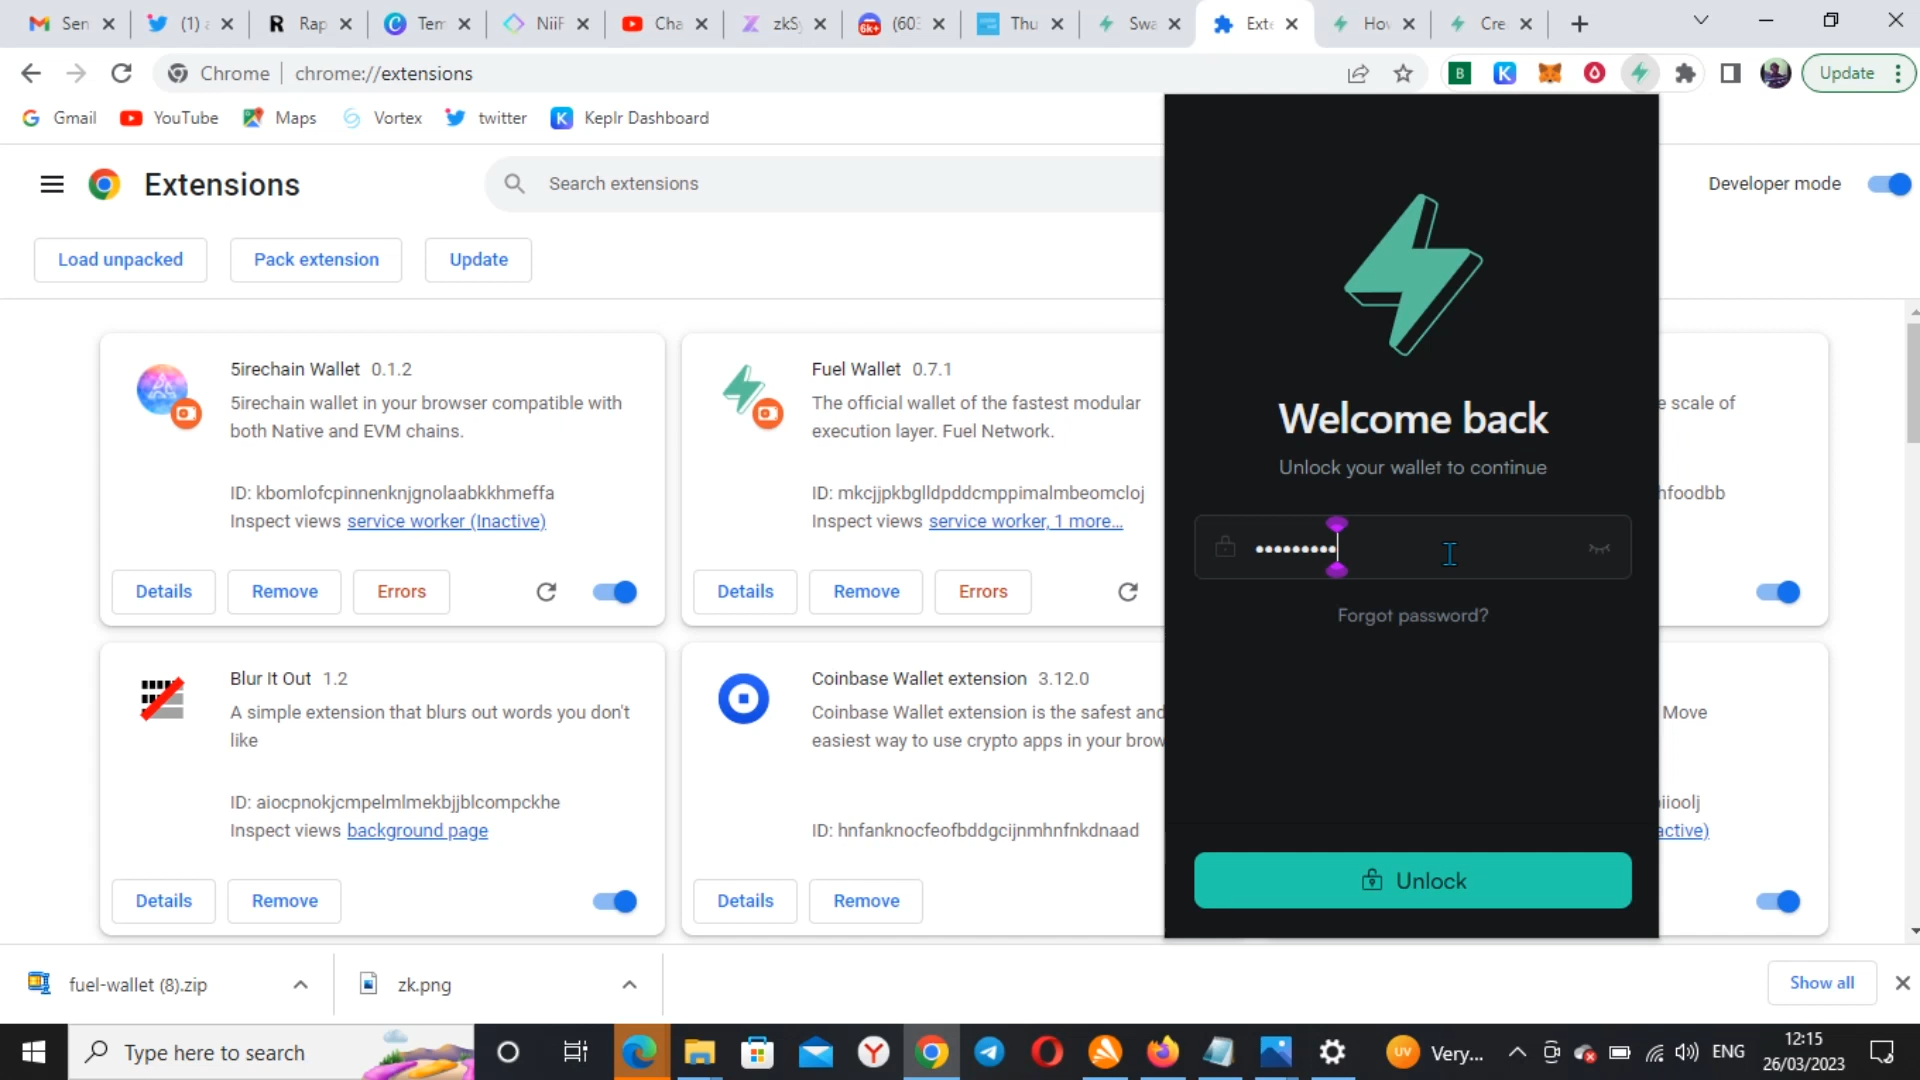 Sen
(1) a
Rap
Tem
NiiF
Cha
zkSy
(603
Thu
Swa
Exte
How
Cre
Chrome
chrome://extensions
B
K
Update
Gmail
YouTube
Maps
Vortex
twitter
K
Keplr Dashboard
Extensions
Search extensions
Developer mode
Load unpacked
Pack extension
Update
5irechain Wallet 0.1.2
5irechain wallet in your browser compatible with
both Native and EVM chains.
ID: kbomlofcpinnenknjgnolaabkkhmeffa
Inspect views service worker (Inactive)
Details
Remove
Errors
Fuel Wallet 0.7.1
The official wallet of the fastest modular
execution layer. Fuel Network.
ID: mkcjjpkbglldpddcmppimalmbeomcloj
Inspect views service worker, 1 more...
Details
Remove
Errors
e scale of
nfoodbb
Welcome back
Unlock your wallet to continue
•••••••••
Forgot password?
Unlock
Blur It Out 1.2
A simple extension that blurs out words you don't
like
ID: aiocpnokjcmpelmlmekbjjblcompckhe
Inspect views background page
Details
Remove
Coinbase Wallet extension 3.12.0
Coinbase Wallet extension is the safest and
easiest way to use crypto apps in your brow
ID: hnfanknocfeofbddgcijnmhnfnkdnaad
Details
Remove
Move
iioolj
active)
fuel-wallet (8).zip
zk.png
Show all
Type here to search
UV
Very...
ENG
12:15
26/03/2023